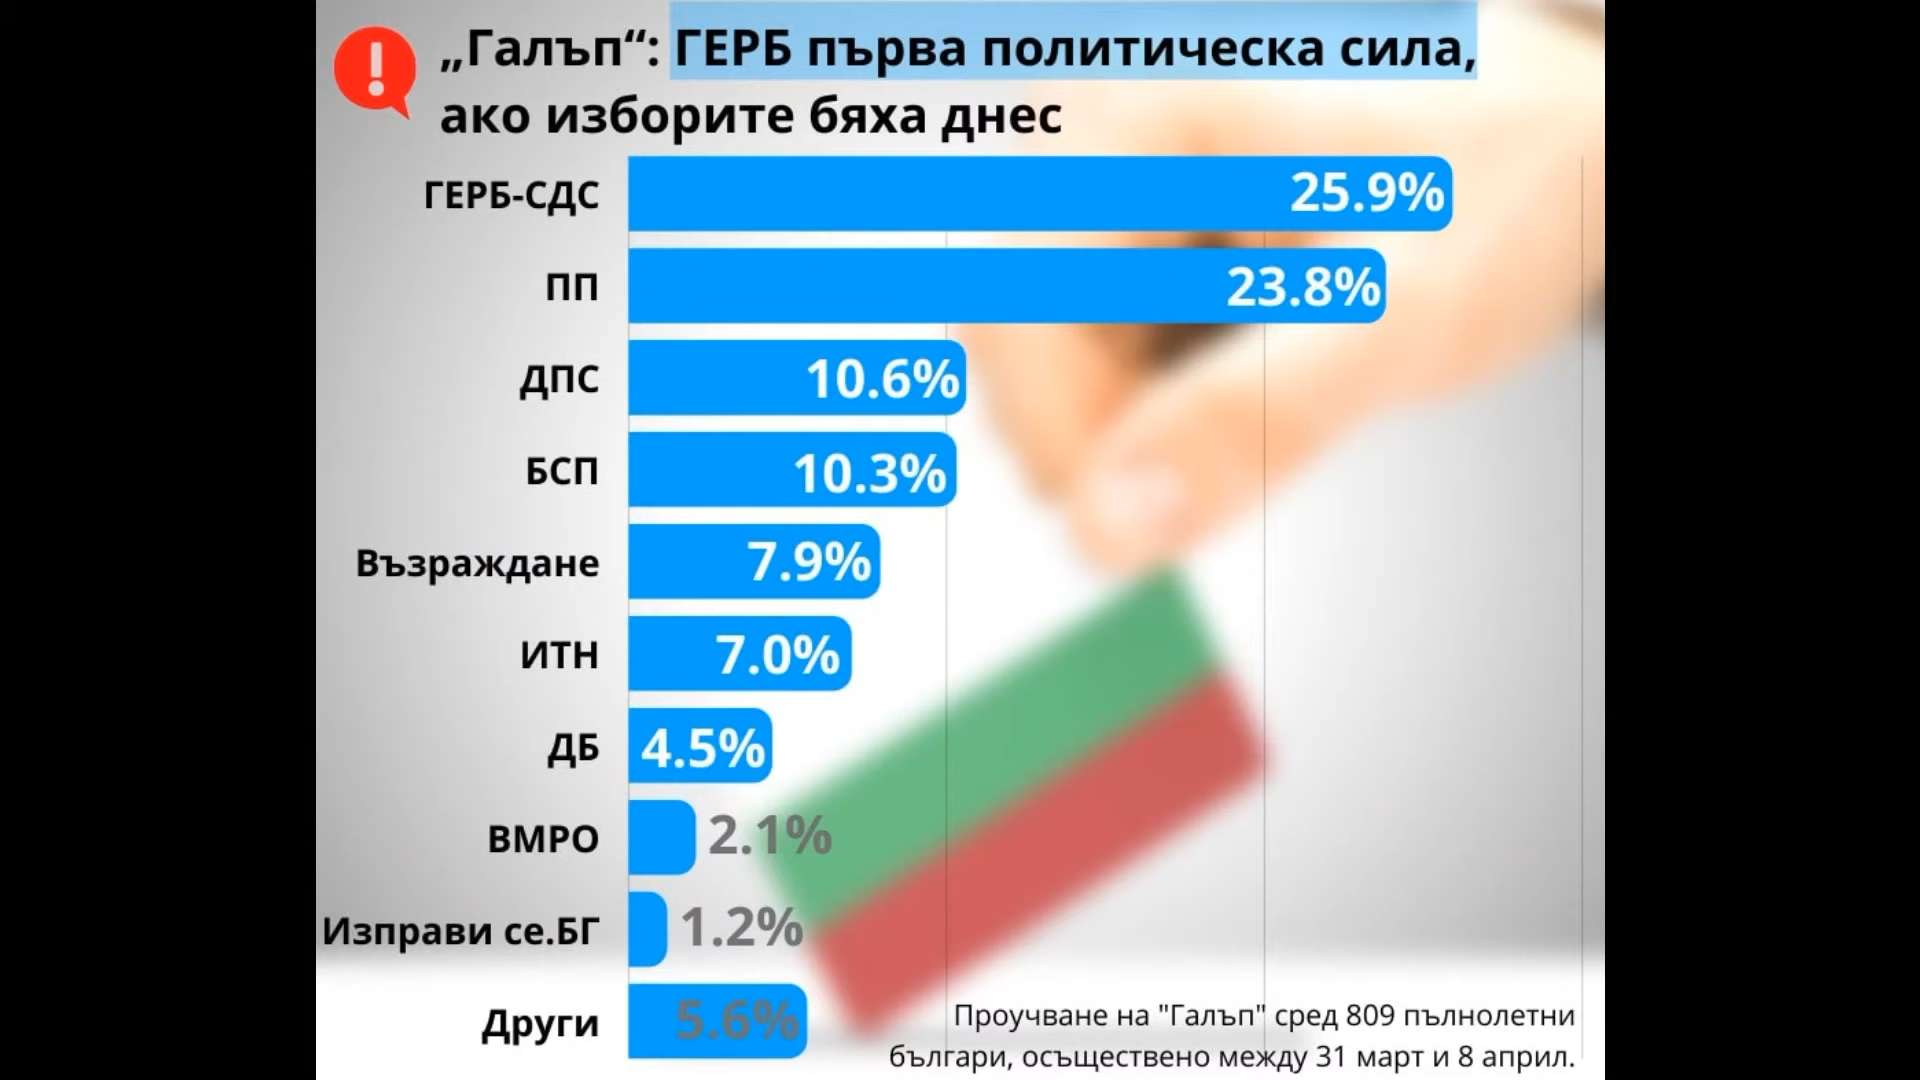 „Галъп“: ГЕРБ първа политическа сила,
ако изборите бяха днес
ГЕРБ-СДС 25.9%
ПП 23.8%
ДПС 10.6%
БСП 10.3%
Възраждане 7.9%
ИТН 7.0%
ДБ 4.5%
ВМРО 2.1%
Изправи се.БГ 1.2%
Други 5.6%
Проучване на "Галъп" сред 809 пълнолетни
българи, осъществено между 31 март и 8 април.